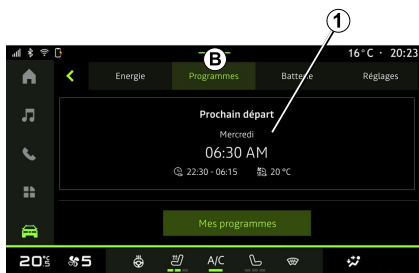 1
B
16°C · 20:23
Energie Programmes Batterie Réglages
Prochain départ
Mercredi
06:30 AM
22:30 - 06:15 20 °C
Mes programmes
20°5 5 A/C